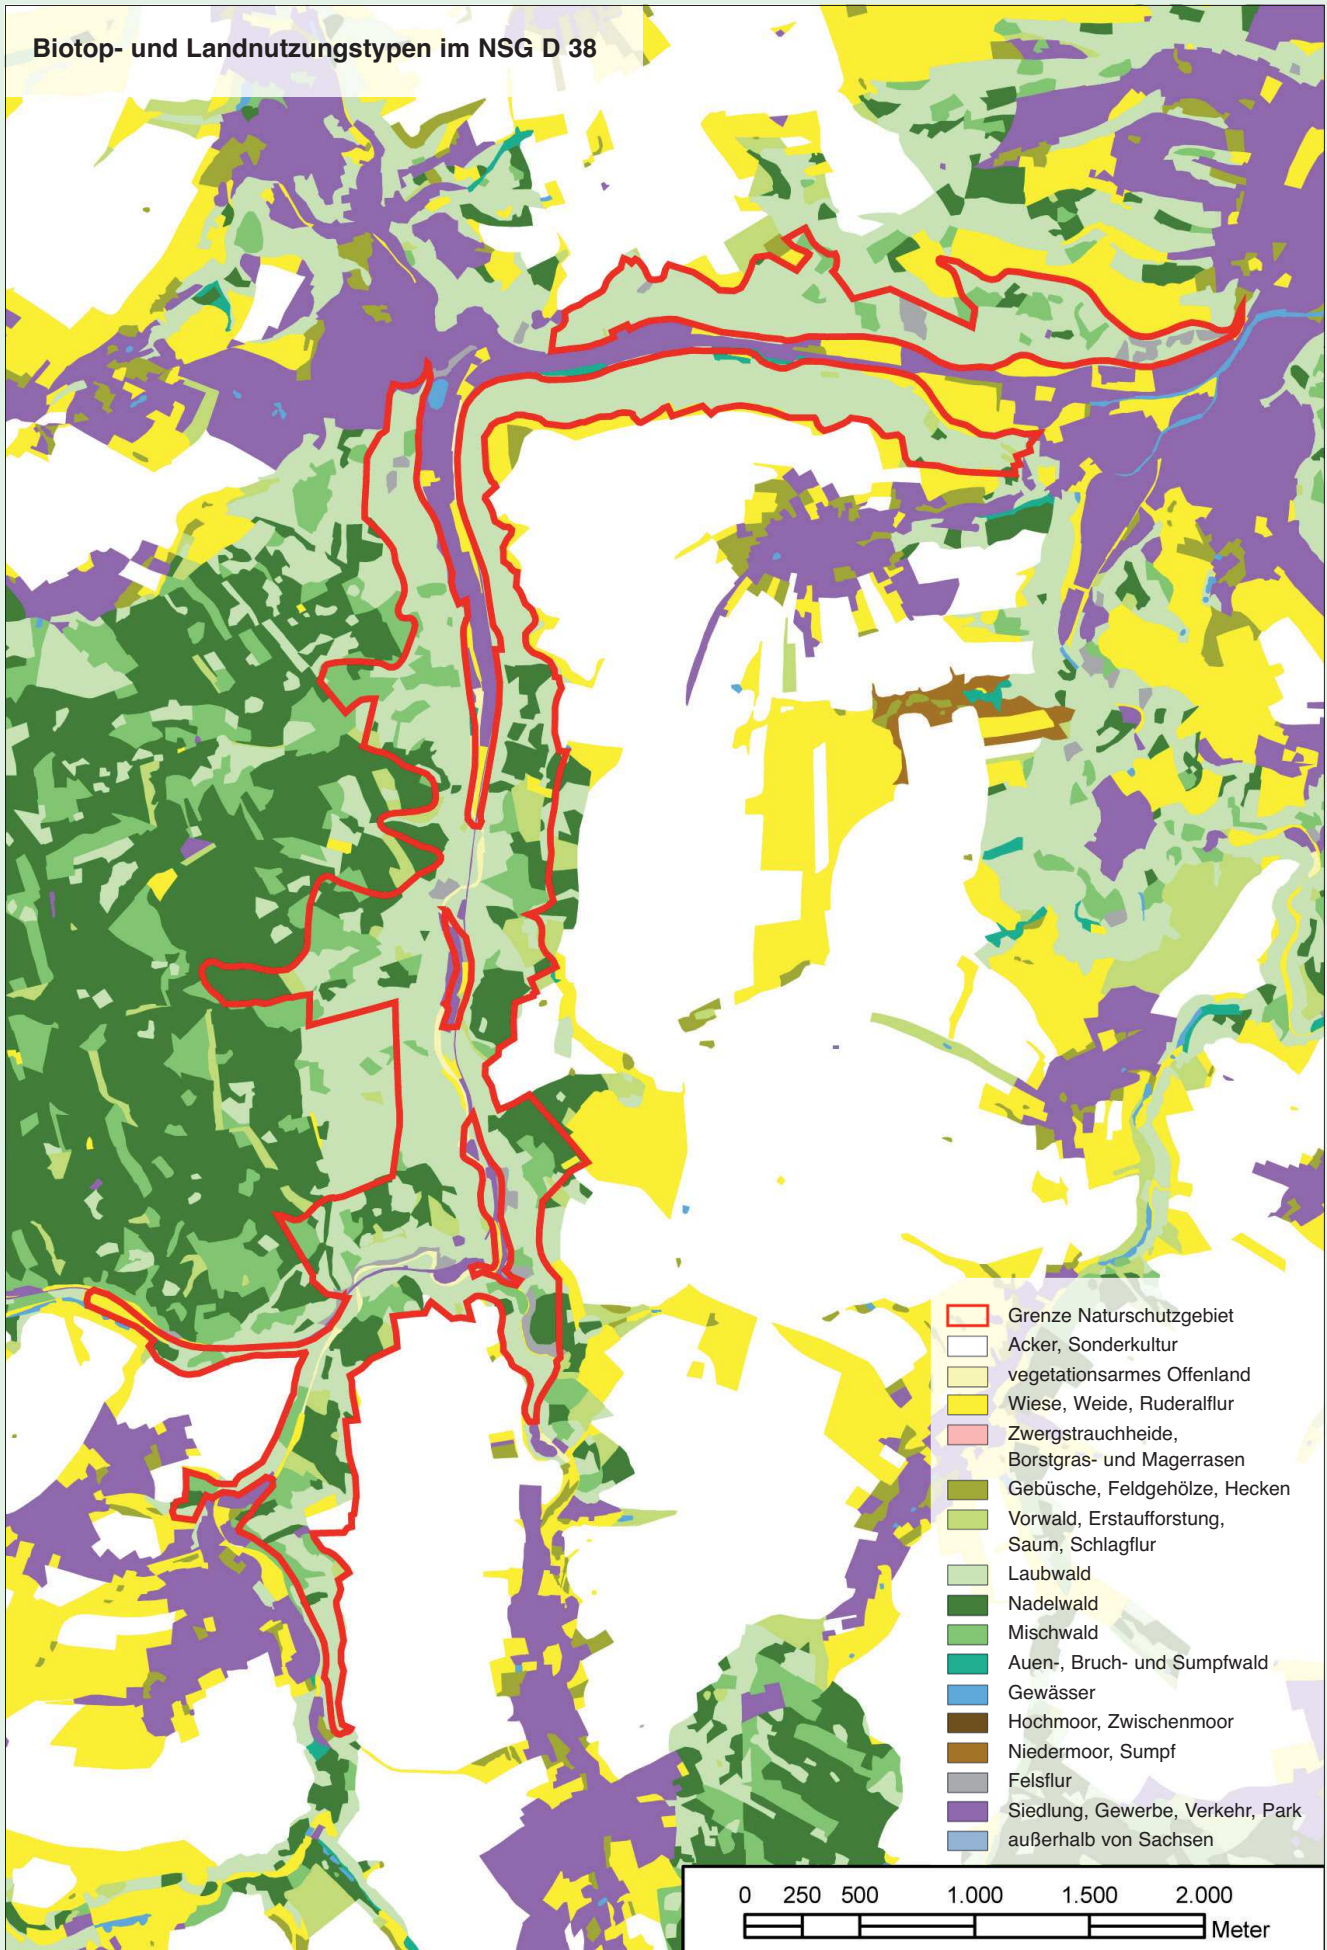 Biotop- und Landnutzungstypen im NSG D 38
Grenze Naturschutzgebiet
Acker, Sonderkultur
vegetationsarmes Offenland
Wiese, Weide, Ruderalflur
Zwergstrauchheide,
Borstgras- und Magerrasen
Gebüsche, Feldgehölze, Hecken
Vorwald, Erstaufforstung,
Saum, Schlagflur
Laubwald
Nadelwald
Mischwald
Auen-, Bruch- und Sumpfwald
Gewässer
Hochmoor, Zwischenmoor
Niedermoor, Sumpf
Felsflur
Siedlung, Gewerbe, Verkehr, Park
außerhalb von Sachsen
0 250 500 1.000 1.500 2.000
Meter